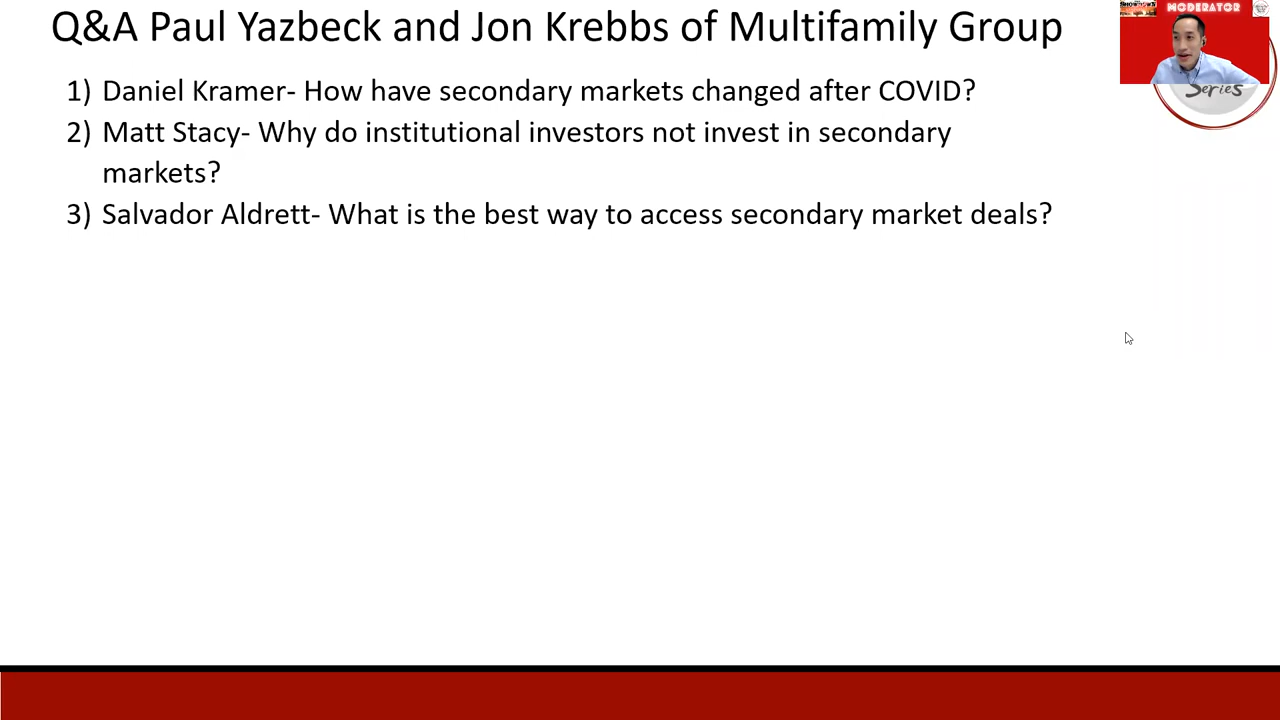 Q&A Paul Yazbeck and Jon Krebbs of Multifamily Group
MODERATOR
SHOWDOWN
Series
1) Daniel Kramer- How have secondary markets changed after COVID?
2) Matt Stacy- Why do institutional investors not invest in secondary
markets?
3) Salvador Aldrett- What is the best way to access secondary market deals?